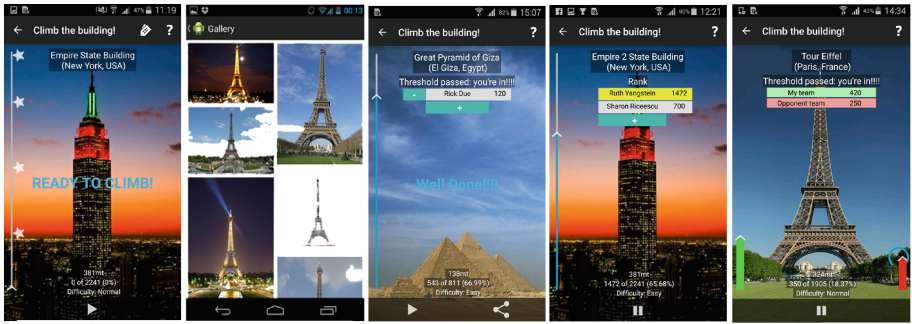 47% 11:19
Climb the building! ?
Empire State Building
(New York, USA)
READY TO CLIMB!
381mt
0 of 2241 (0%)
Difficulty: Normal
00:13
Gallery
82% 15:07
Climb the building! ?
Great Pyramid of Giza
(El Giza, Egypt)
Threshold passed: you're in!!!!
- Rick Due 120
+
Well Done!!!!
138mt
543 of 811 (66.99%)
Difficulty: Easy
90% 12:21
Climb the building! ?
Empire 2 State Building
(New York, USA)
Rank
Ruth Yangstein 1472
Sharon Riceescu 700
+
381mt
1472 of 2241 (65.68%)
Difficulty: Easy
43% 14:34
Climb the building! ?
Tour Eiffel
(Paris, France)
Threshold passed: you're in!!!!
My team 420
Opponent team 250
324mt
350 of 1905 (18.37%)
Difficulty: Normal